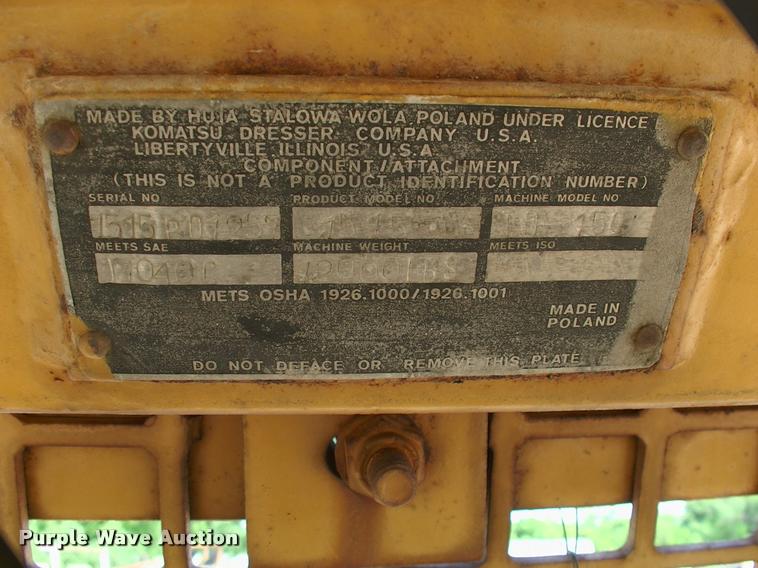 MADE BY HUTA STALOWA WOLA POLAND UNDER LICENCE
KOMATSU DRESSER COMPANY U.S.A.
LIBERTYVILLE, ILLINOIS U.S.A.
COMPONENT/ATTACHMENT
(THIS IS NOT A PRODUCT IDENTIFICATION NUMBER)
SERIAL NO PRODUCT MODEL NO. MACHINE MODEL NO
MEETS SAE MACHINE WEIGHT MEETS ISO
METS OSHA 1926.1000/1926.1001
MADE IN
POLAND
DO NOT DEFACE OR REMOVE THIS PLATE
Purple Wave Auction